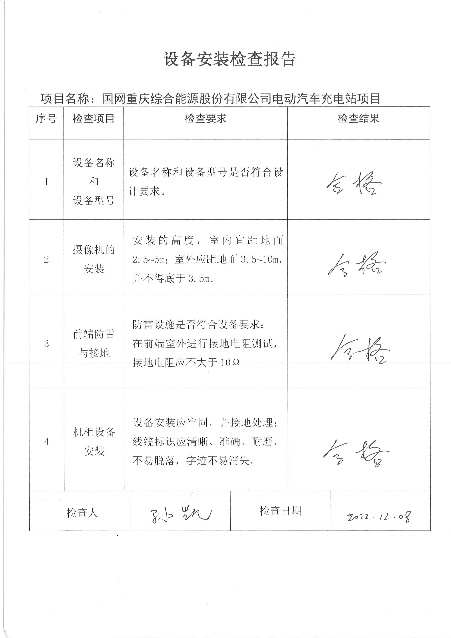 设备安装检查报告
项目名称：国网重庆综合能源股份有限公司电动汽车充电站项目
序号 检查项目 检查要求 检查结果
1 设备名称和设备型号 设备名称和设备型号是否符合设
计要求。 合格
2 摄像机的安装 安装的高度，室内宜距地面
2.5~5m；室外应距地面3.5~10m，
并不得底于3.5m。 合格
3 前端防雷与接地 防雷设施是否符合设备要求；
在前端室外进行接地电阻测试，
接地电阻应不大于10Ω 合格
4 机柜设备安装 设备安装应牢固，并接地处理；
线缆标识应清晰、准确、耐磨，
不易脱落，字迹不易消失。 合格
检查人 检查日期 2022.12.08